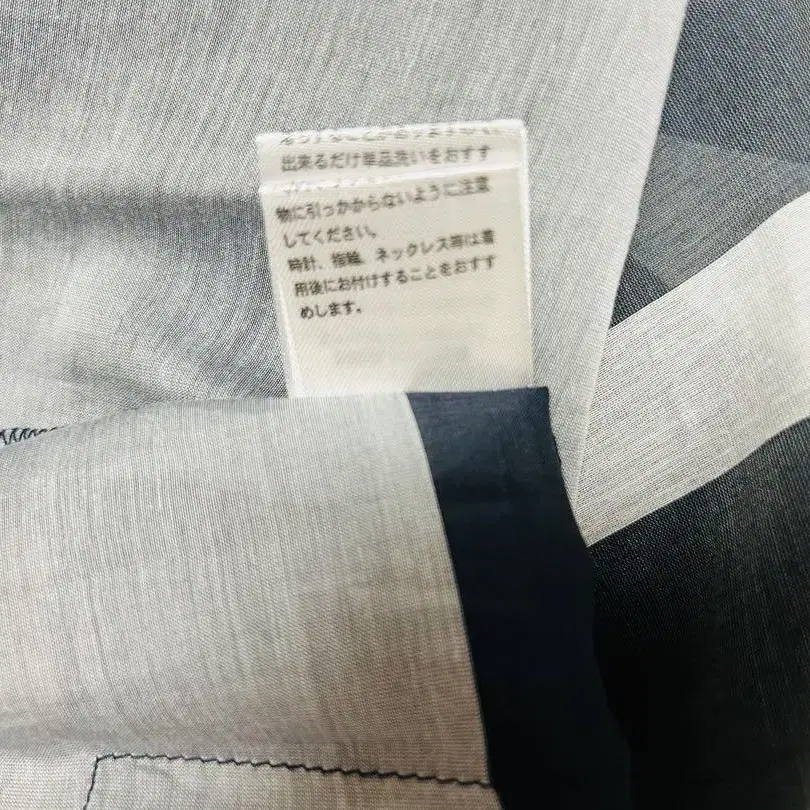 出来るだけ単品洗いをおすす
物に引っかからないように注意
してください。
時計、指輪、ネックレス等は着
用後にお付けすることをおすす
めします。